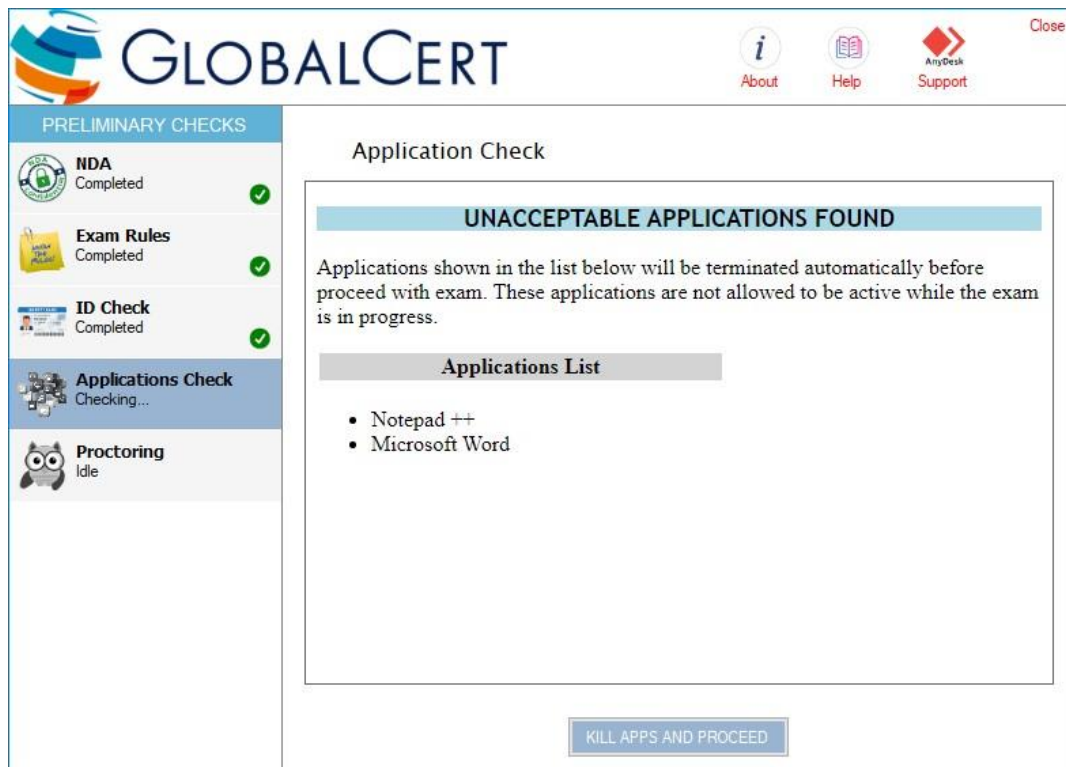 GLOBALCERT
Close
AnyDesk
About
Help
Support
PRELIMINARY CHECKS
NDA
Completed
Exam Rules
Completed
ID Check
Completed
Applications Check
Checking...
Proctoring
Idle
Application Check
UNACCEPTABLE APPLICATIONS FOUND
Applications shown in the list below will be terminated automatically before
proceed with exam. These applications are not allowed to be active while the exam
is in progress.
Applications List
• Notepad ++
• Microsoft Word
KILL APPS AND PROCEED